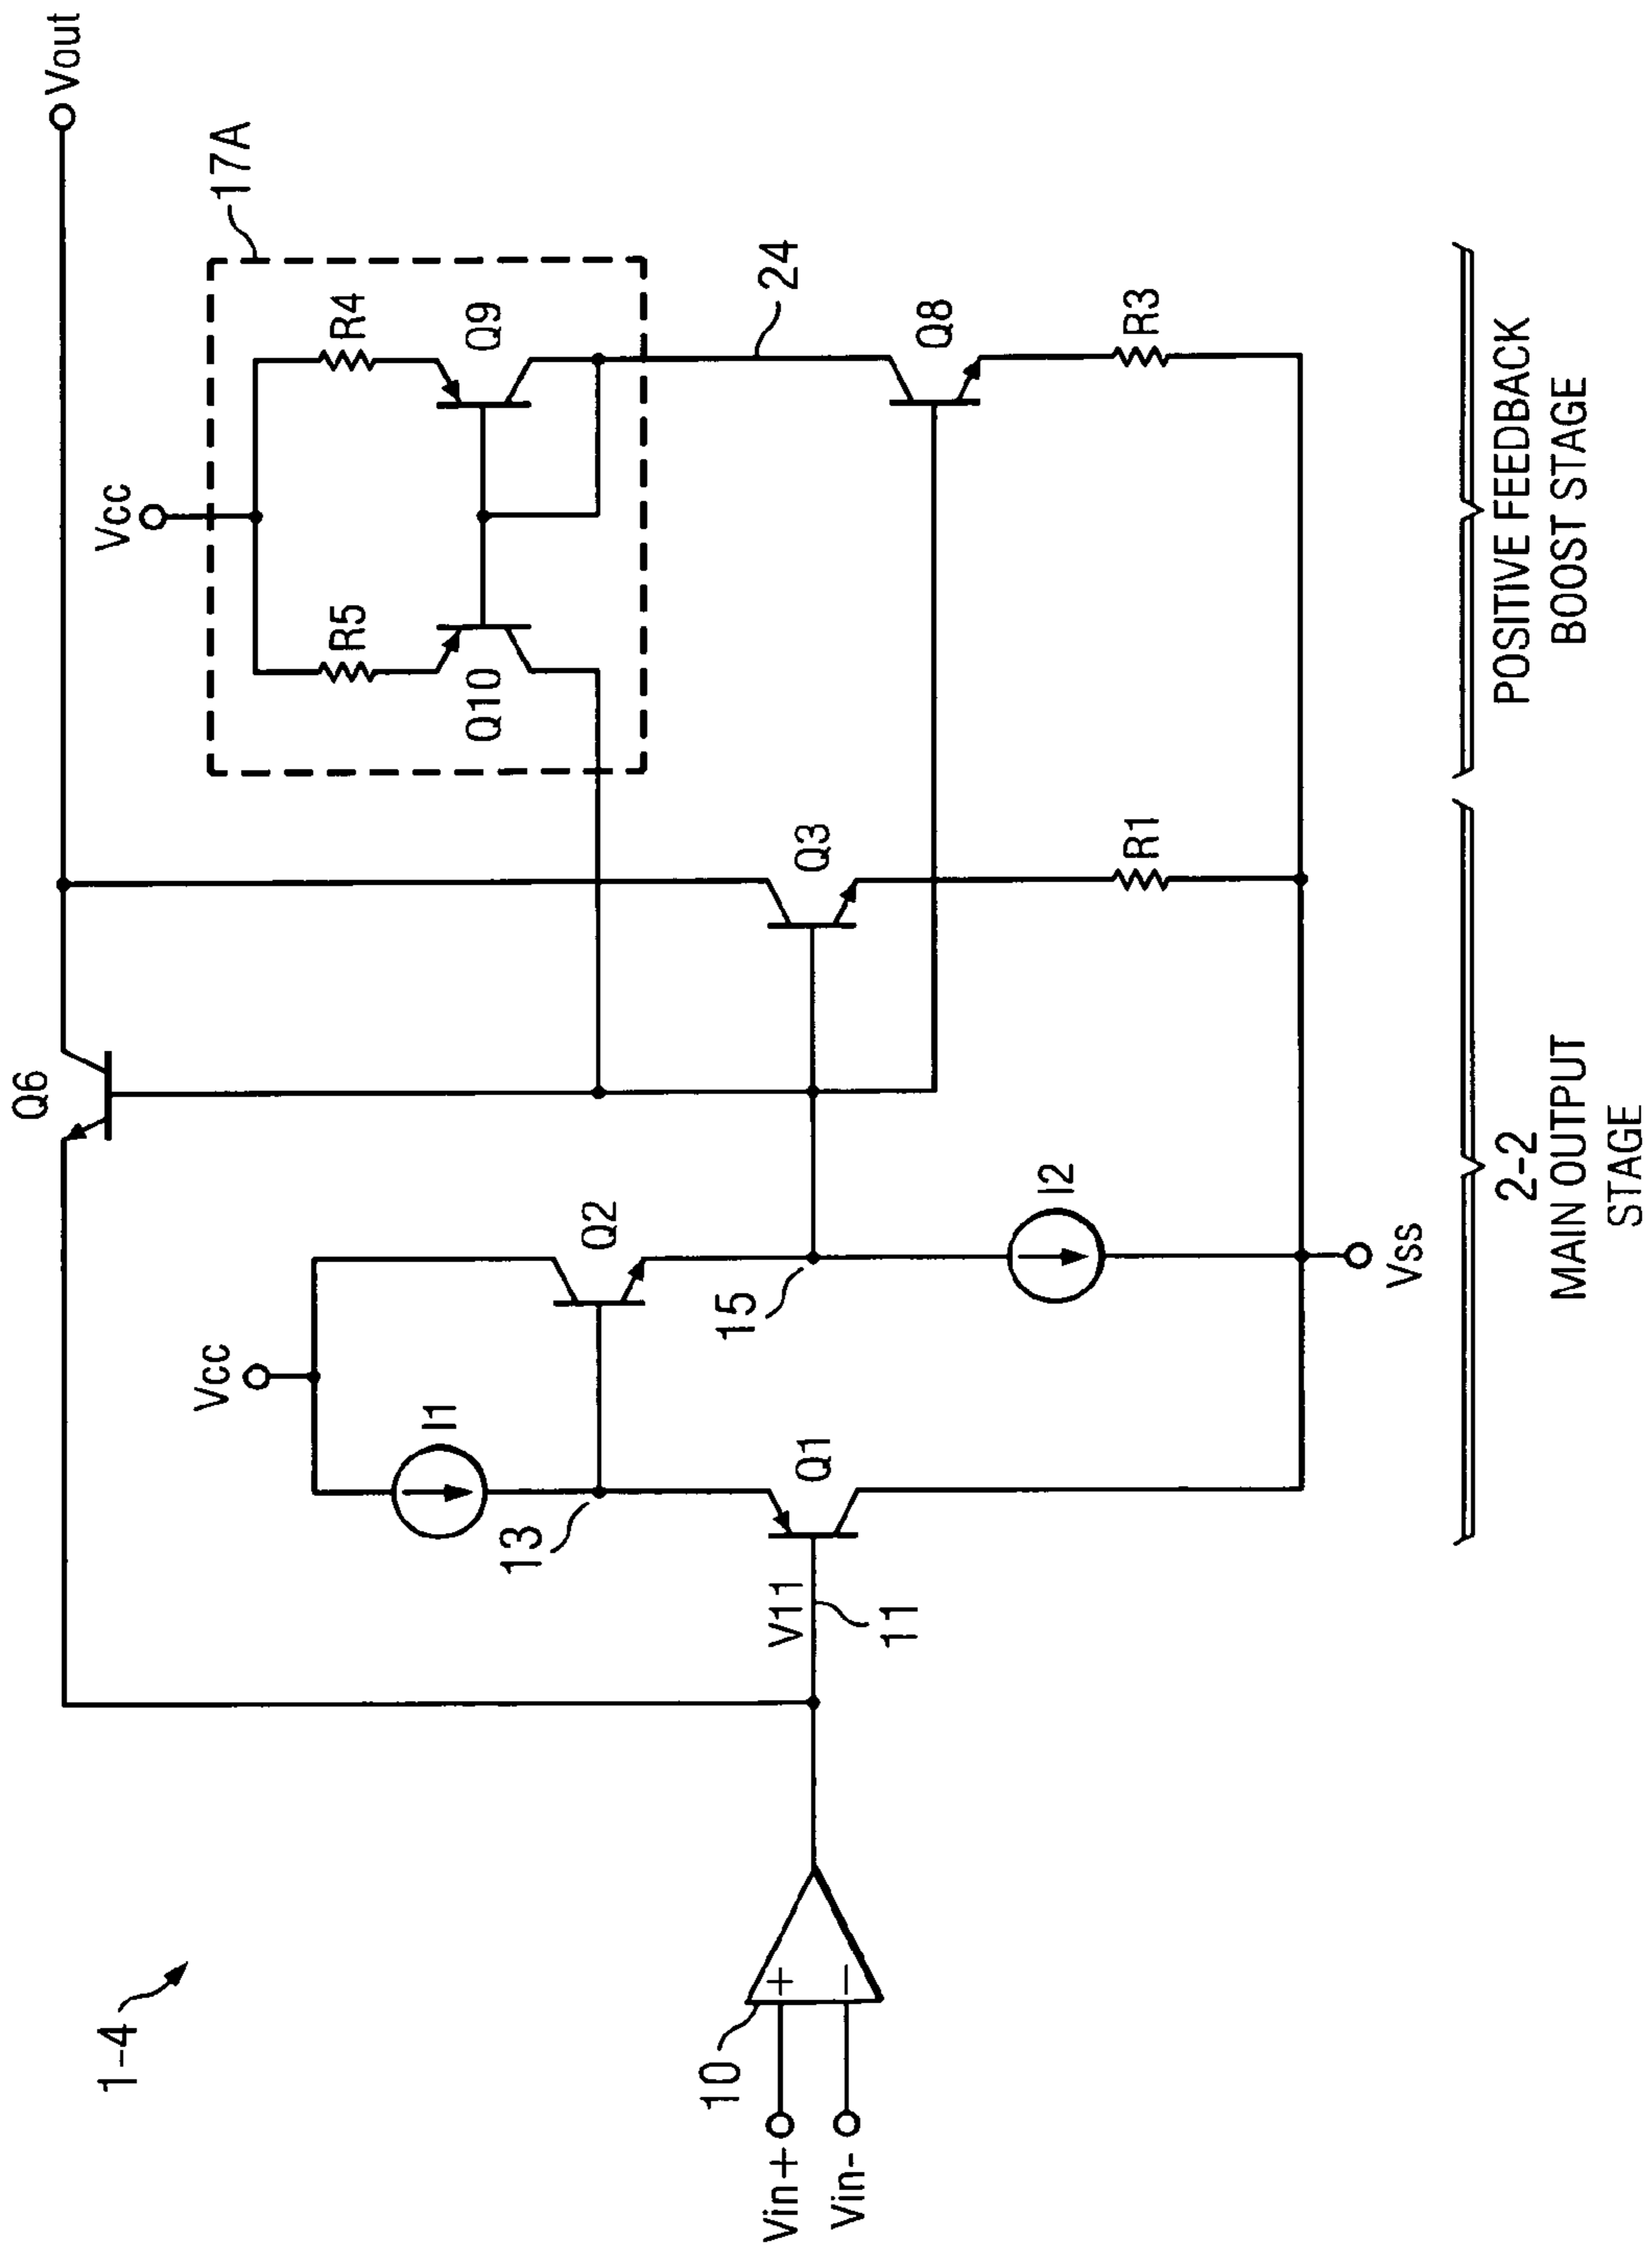 1-4
Vout
Q6
17A
Vcc
R5
R4
Q10
Q9
24
Vcc
I1
Q2
13
15
Q1
Q3
Q8
V11
11
10
Vin+
Vin-
+
−
I2
R1
R3
Vss
2-2
MAIN OUTPUT
STAGE
POSITIVE FEEDBACK
BOOST STAGE